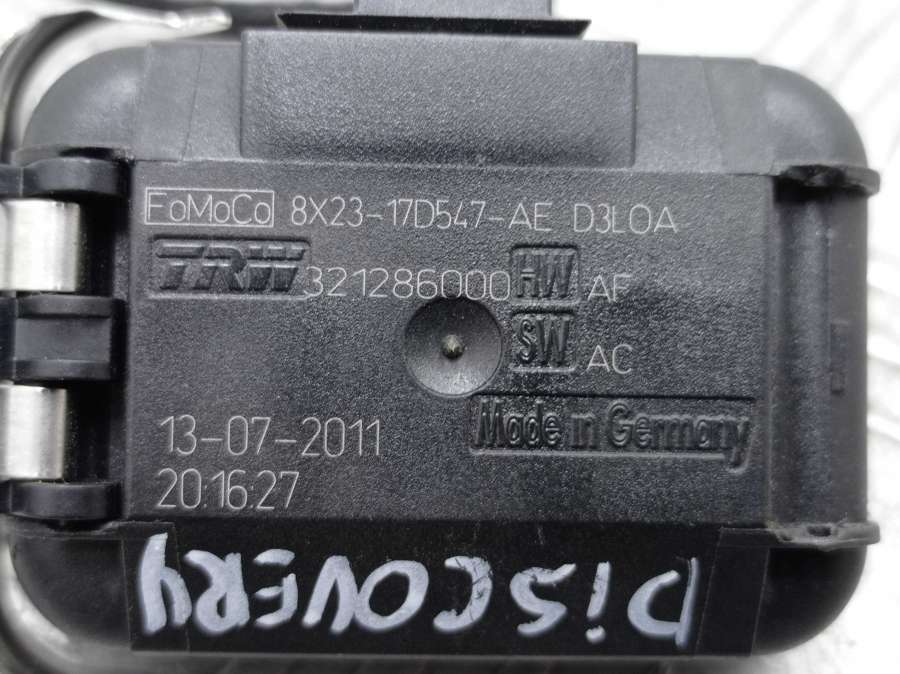 FoMoCo 8X23-17D547-AE D3LOA
TRW 321286000 HW AF
SW AC
Made in Germany
13-07-2011
20:16:27
DiSCOVERY